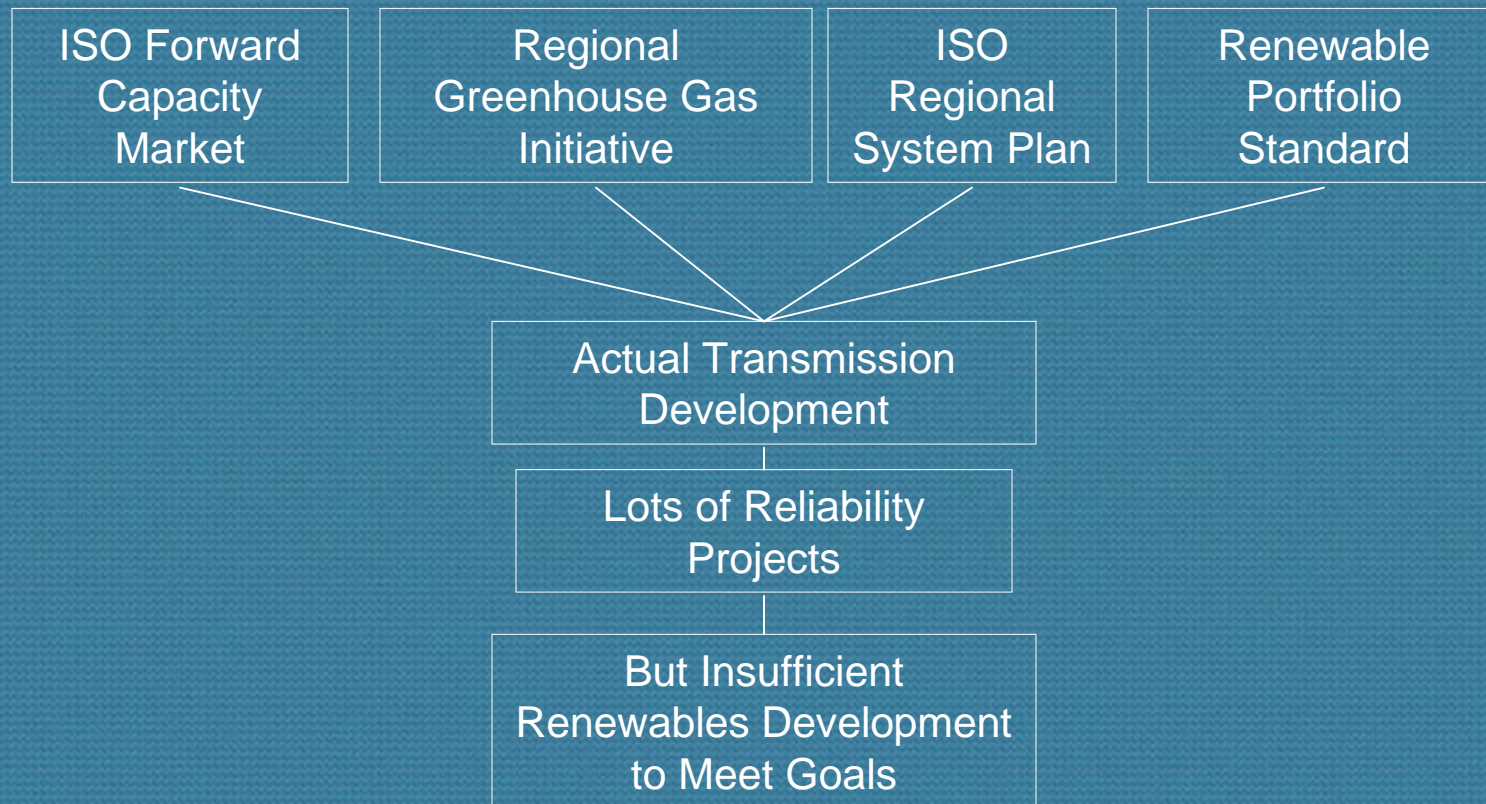 ISO Forward
Capacity
Market
Regional
Greenhouse Gas
Initiative
ISO
Regional
System Plan
Renewable
Portfolio
Standard
Actual Transmission
Development
Lots of Reliability
Projects
But Insufficient
Renewables Development
to Meet Goals